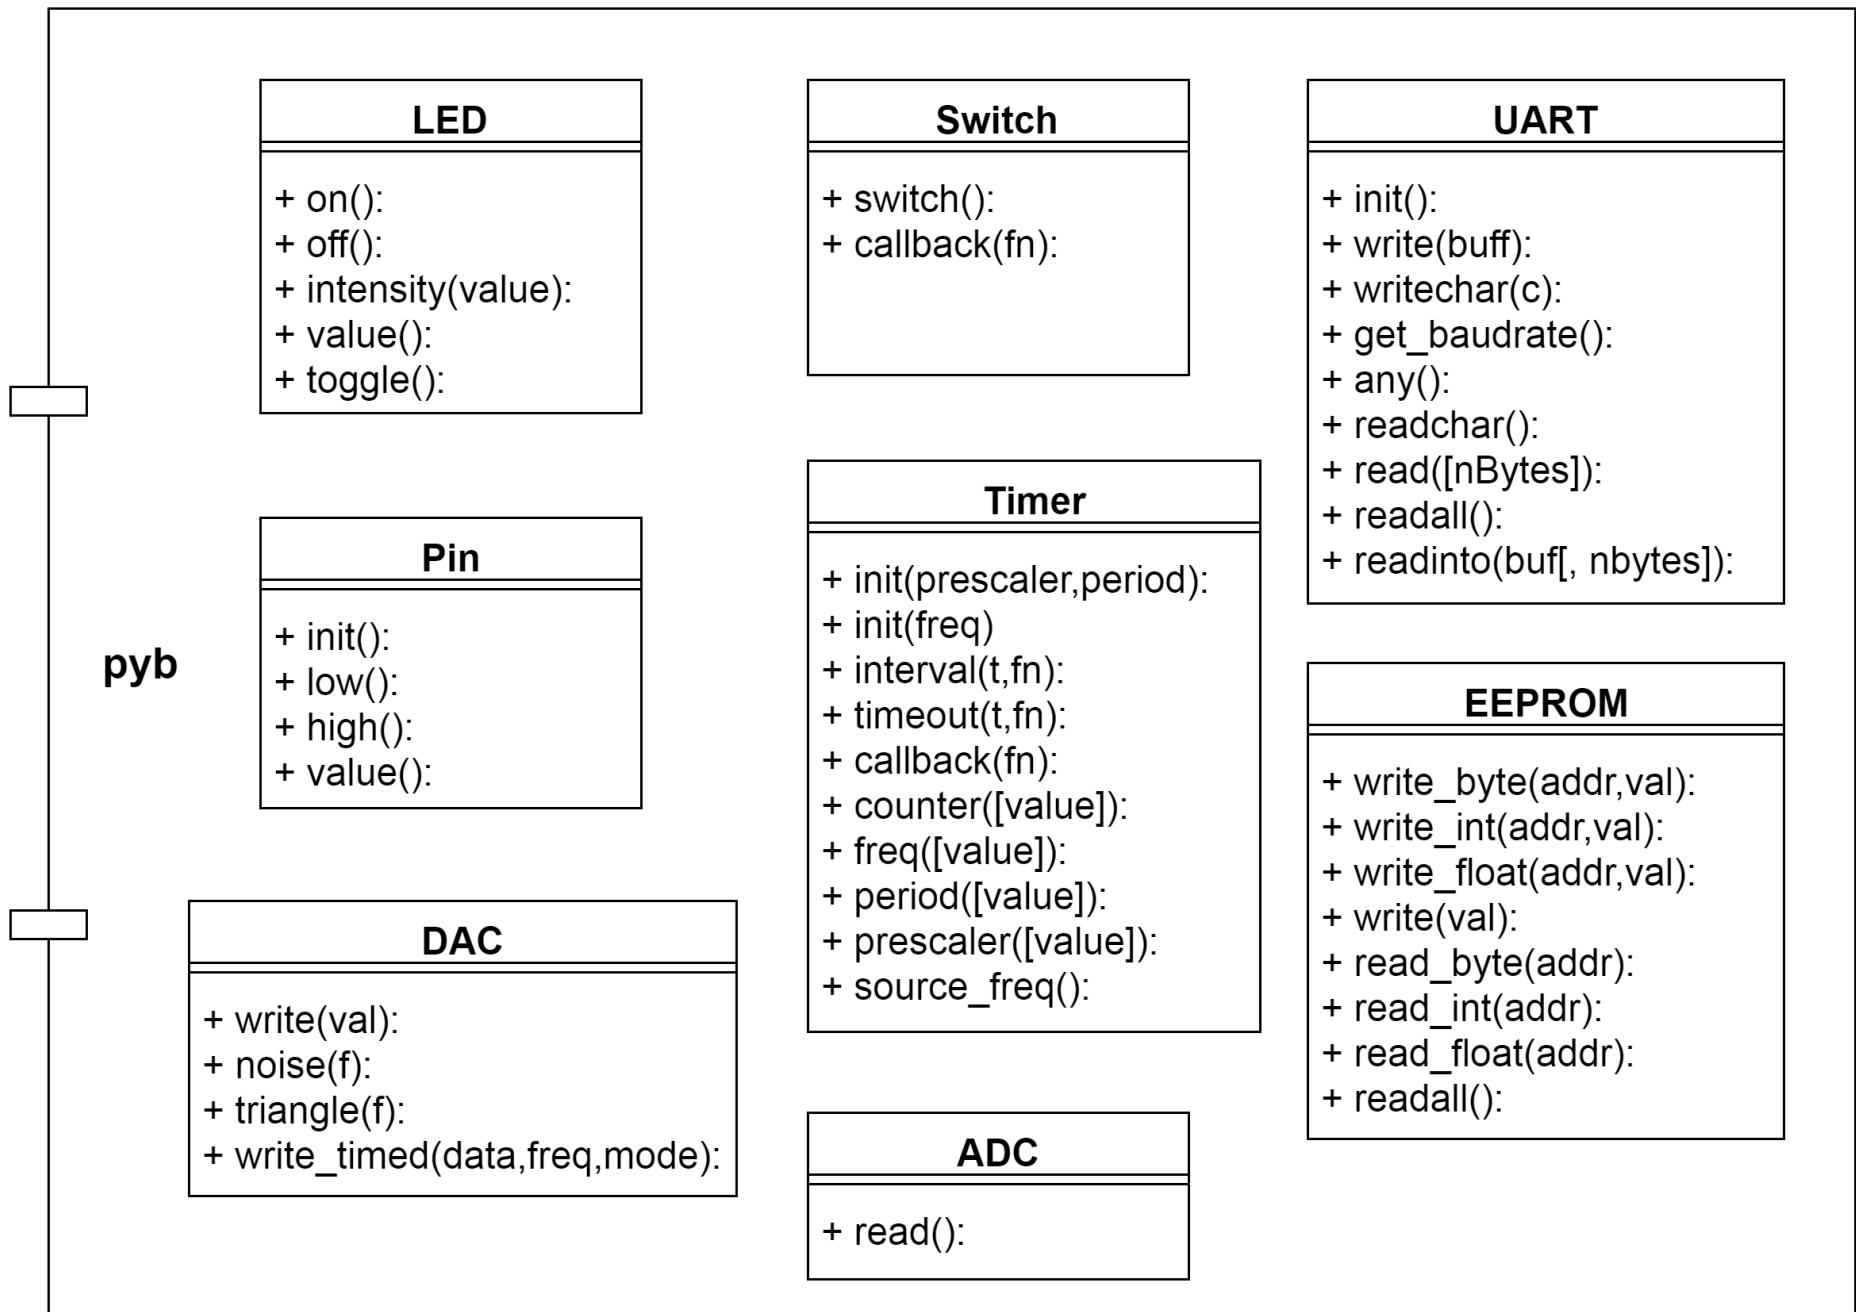 pyb
LED
+ on():
+ off():
+ intensity(value):
+ value():
+ toggle():
Switch
+ switch():
+ callback(fn):
UART
+ init():
+ write(buff):
+ writechar(c):
+ get_baudrate():
+ any():
+ readchar():
+ read([nBytes]):
+ readall():
+ readinto(buf[, nbytes]):
Pin
+ init():
+ low():
+ high():
+ value():
Timer
+ init(prescaler,period):
+ init(freq)
+ interval(t,fn):
+ timeout(t,fn):
+ callback(fn):
+ counter([value]):
+ freq([value]):
+ period([value]):
+ prescaler([value]):
+ source_freq():
EEPROM
+ write_byte(addr,val):
+ write_int(addr,val):
+ write_float(addr,val):
+ write(val):
+ read_byte(addr):
+ read_int(addr):
+ read_float(addr):
+ readall():
DAC
+ write(val):
+ noise(f):
+ triangle(f):
+ write_timed(data,freq,mode):
ADC
+ read():